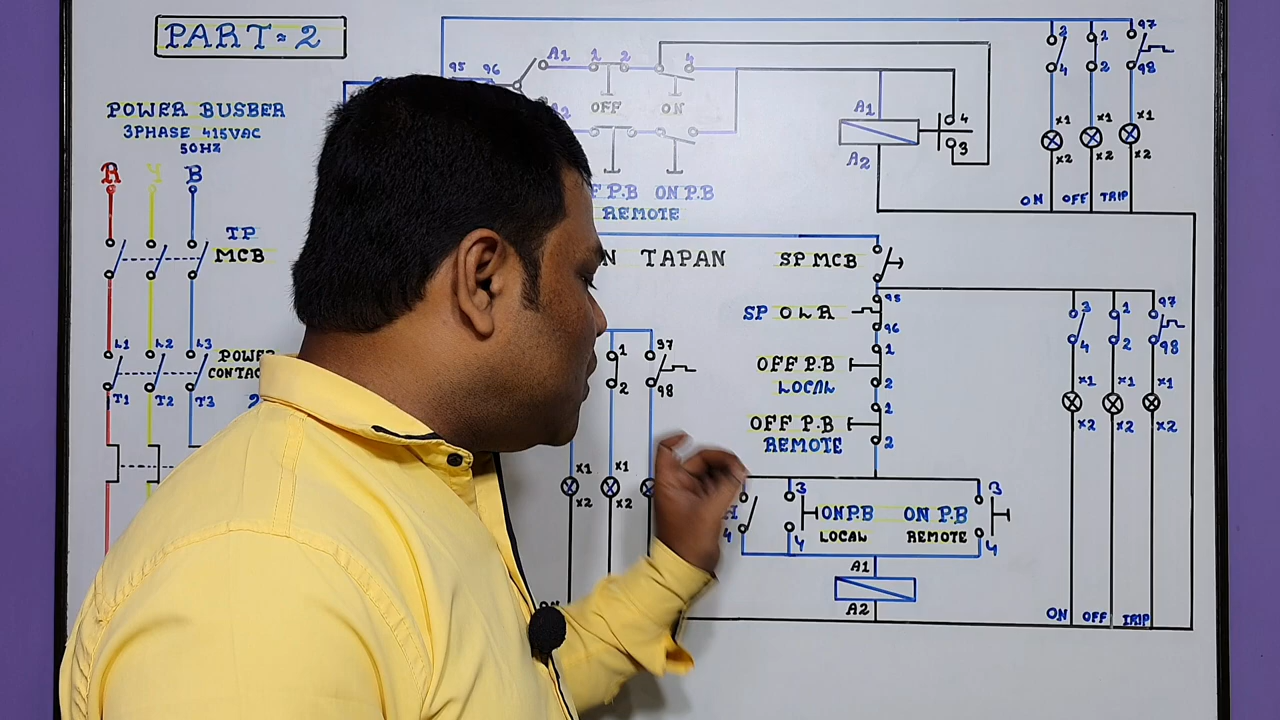 PART=2
POWER BUSBER
3PHASE 415VAC
50HZ
R Y B
TP
MCB
L1 L2 L3
POWER
CONTAC
T1 T2 T3
2
95 96
A1 1 2 4
OFF ON
A2
F P.B ON P.B
REMOTE
A1
A2
4
3
2 1 97
4 2 98
X1 X1 X1
X2 X2 X2
ON OFF TRIP
N TAPAN
SP MCB
SP OLR
95
96
OFF P.B
LOCAL
1
2
OFF P.B
REMOTE
1
2
1 97
2 98
X1 X1
X2 X2
ON
H
4
3
4
ON P.B
LOCAL
ON P.B
REMOTE
3
4
A1
A2
3 1 97
4 2 98
X1 X1 X1
X2 X2 X2
ON OFF TRIP